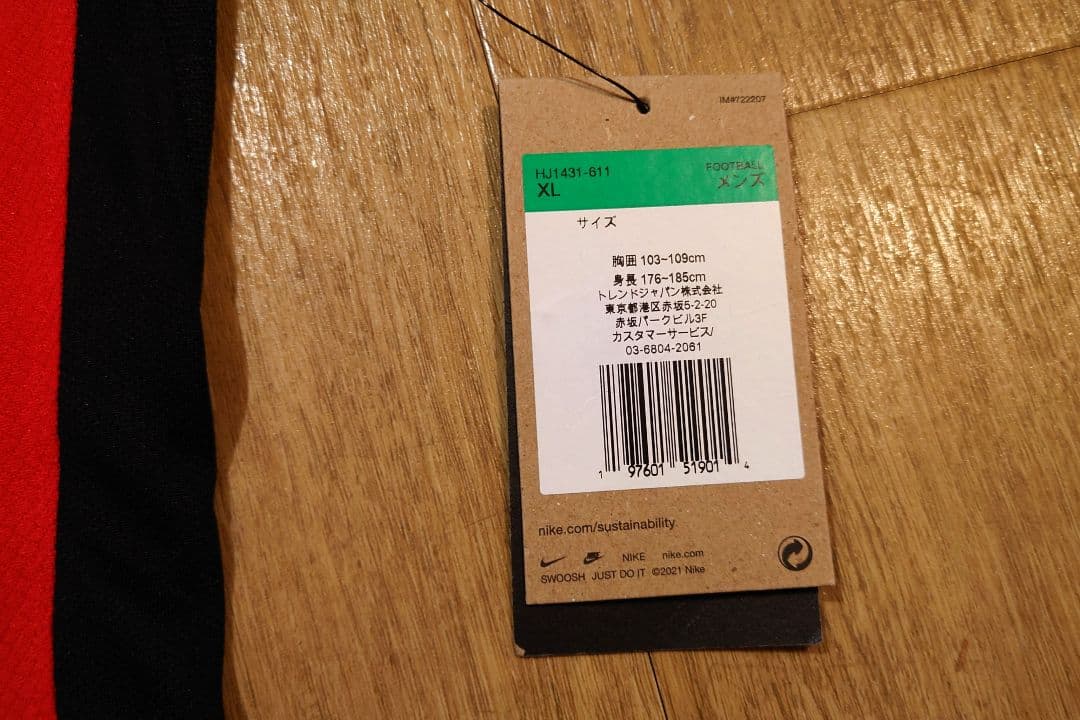 IM#722207
HJ1431-611
FOOTBALL
XL
メンズ
サイズ
胸囲 103~109cm
身長 176~185cm
トレンドジャパン株式会社
東京都港区赤坂5-2-20
赤坂パークビル3F
カスタマーサービス/
03-6804-2061
1 97601 51901 4
nike.com/sustainability
NIKE nike.com
SWOOSH JUST DO IT ©2021 Nike